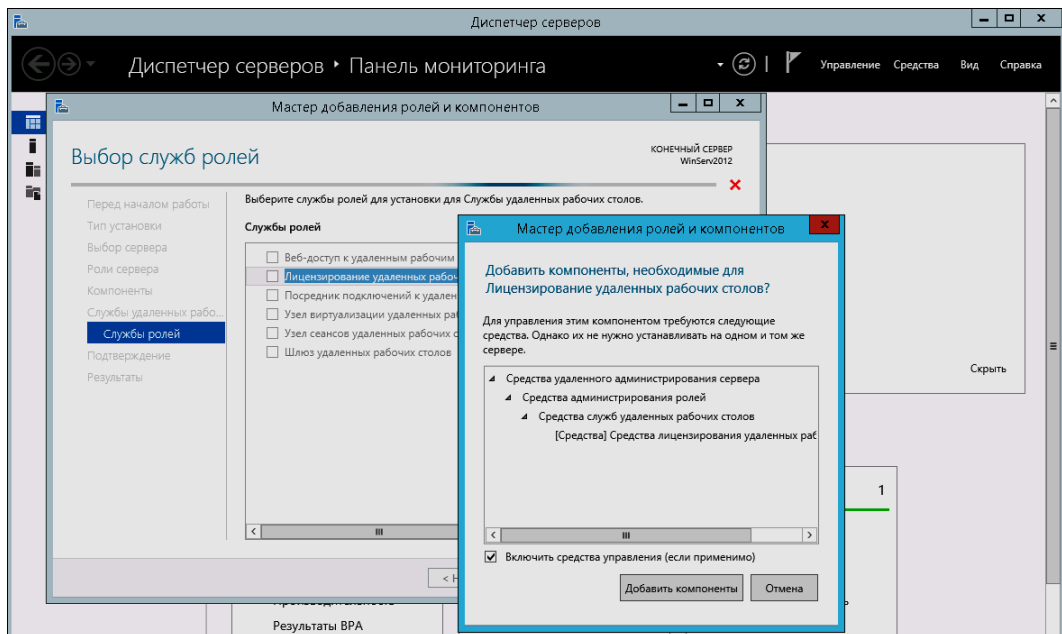 Диспетчер серверов
Диспетчер серверов
Панель мониторинга
Управление
Средства
Вид
Справка
Мастер добавления ролей и компонентов
Выбор служб ролей
КОНЕЧНЫЙ СЕРВЕР
WinServ2012
Перед началом работы
Тип установки
Выбор сервера
Роли сервера
Компоненты
Службы удаленных рабо...
Службы ролей
Подтверждение
Результаты
Выберите службы ролей для установки для Службы удаленных рабочих столов.
Службы ролей
Веб-доступ к удаленным рабочим
Лицензирование удаленных рабоч
Посредник подключений к удален
Узел виртуализации удаленных раб
Узел сеансов удаленных рабочих с
Шлюз удаленных рабочих столов
< Н
Мастер добавления ролей и компонентов
Добавить компоненты, необходимые для
Лицензирование удаленных рабочих столов?
Для управления этим компонентом требуются следующие
средства. Однако их не нужно устанавливать на одном и том же
сервере.
Средства удаленного администрирования сервера
Средства администрирования ролей
Средства служб удаленных рабочих столов
[Средства] Средства лицензирования удаленных раб
Включить средства управления (если применимо)
Добавить компоненты
Отмена
Скрыть
1
Производительность
Результаты BPA